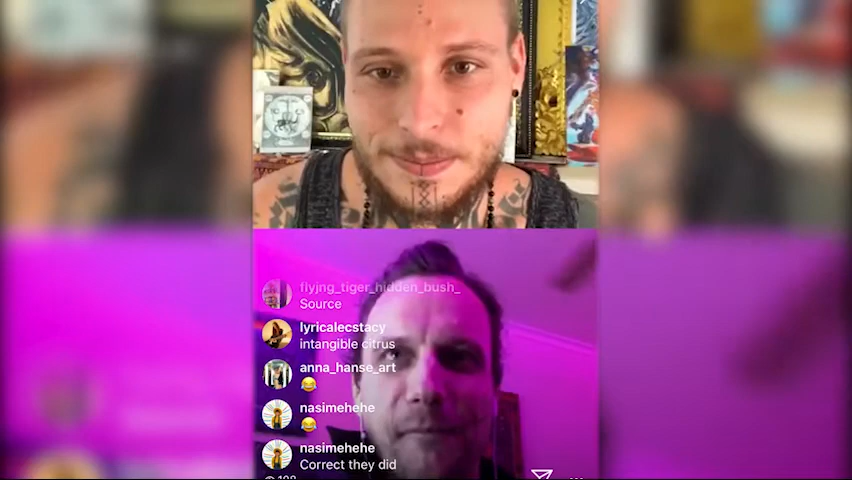 flyjng_tiger_hidden_bush_
Source
lyricalecstacy
intangible citrus
anna_hanse_art
😂
nasimehehe
😂
nasimehehe
Correct they did